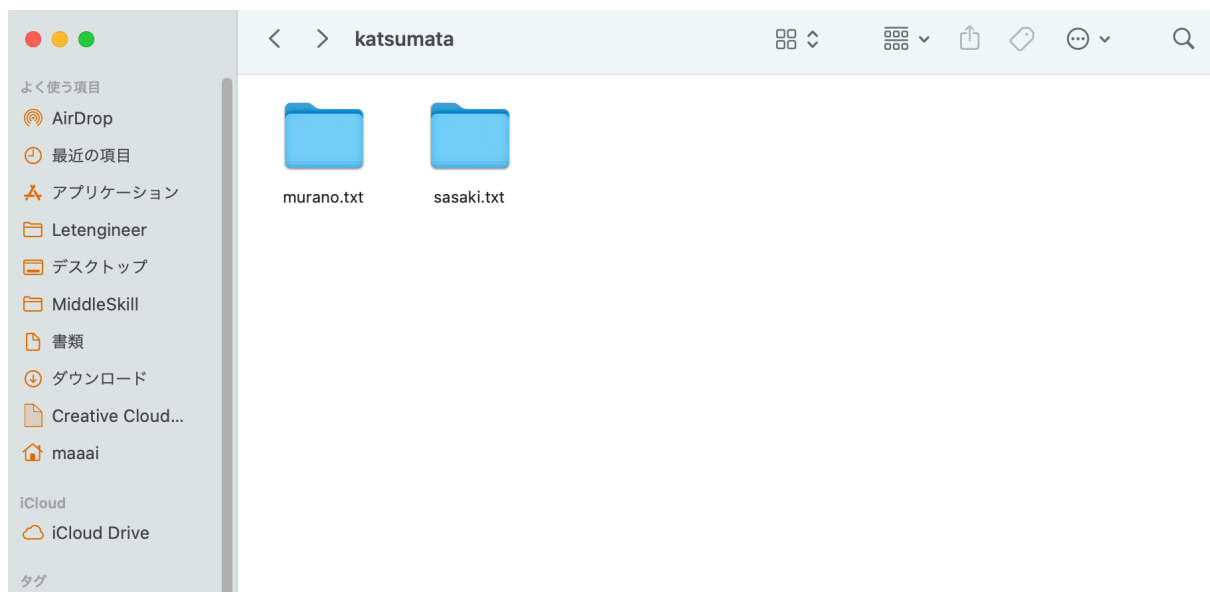 katsumata
よく使う項目
AirDrop
最近の項目
アプリケーション
Letengineer
デスクトップ
MiddleSkill
書類
ダウンロード
Creative Cloud...
maaai
iCloud
iCloud Drive
タグ
murano.txt
sasaki.txt